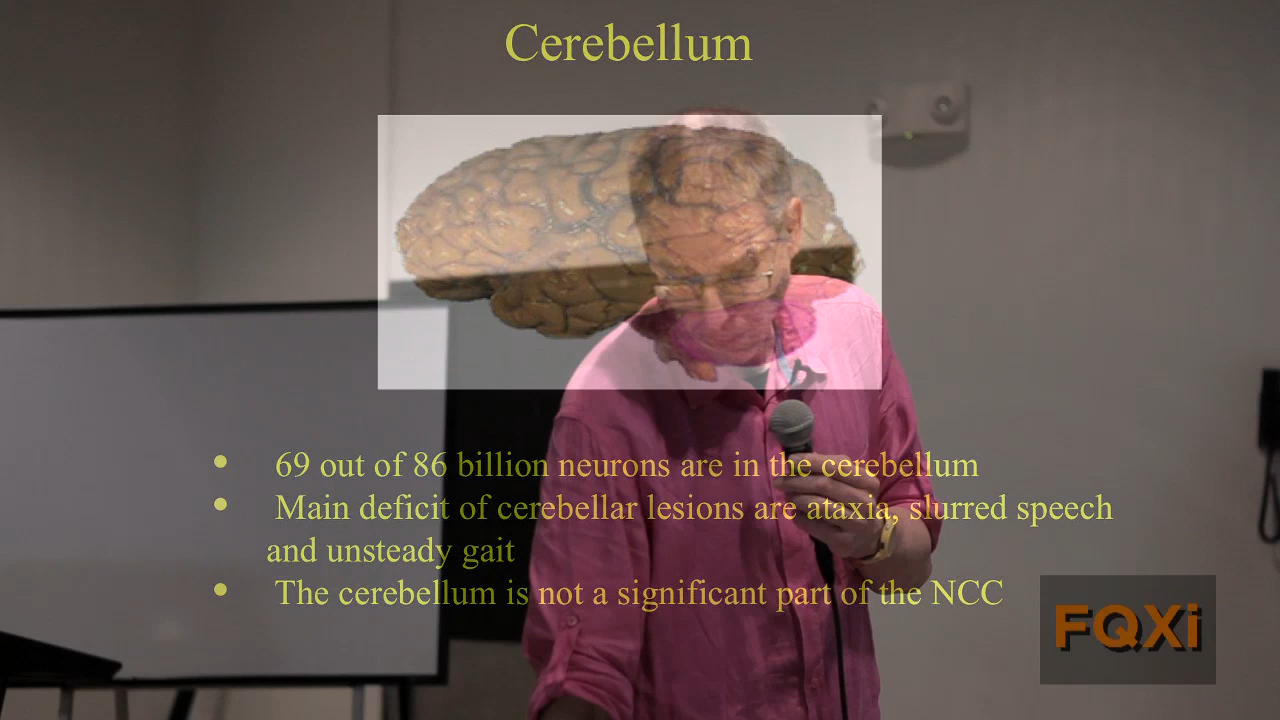 Cerebellum
• 69 out of 86 billion neurons are in the cerebellum
• Main deficit of cerebellar lesions are ataxia, slurred speech
and unsteady gait
• The cerebellum is not a significant part of the NCC
FQXi